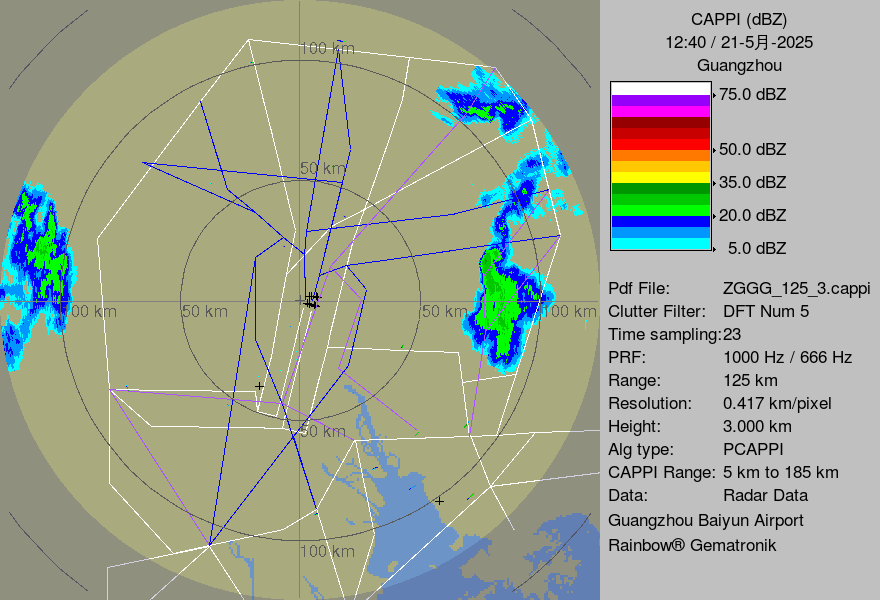 CAPPI (dBZ)
12:40 / 21-5月-2025
Guangzhou
75.0 dBZ
50.0 dBZ
35.0 dBZ
20.0 dBZ
5.0 dBZ
Pdf File: ZGGG_125_3.cappi
Clutter Filter: DFT Num 5
Time sampling:23
PRF: 1000 Hz / 666 Hz
Range: 125 km
Resolution: 0.417 km/pixel
Height: 3.000 km
Alg type: PCAPPI
CAPPI Range: 5 km to 185 km
Data: Radar Data
Guangzhou Baiyun Airport
Rainbow® Gematronik
100 km
50 km
100 km
50 km
50 km
100 km
50 km
100 km